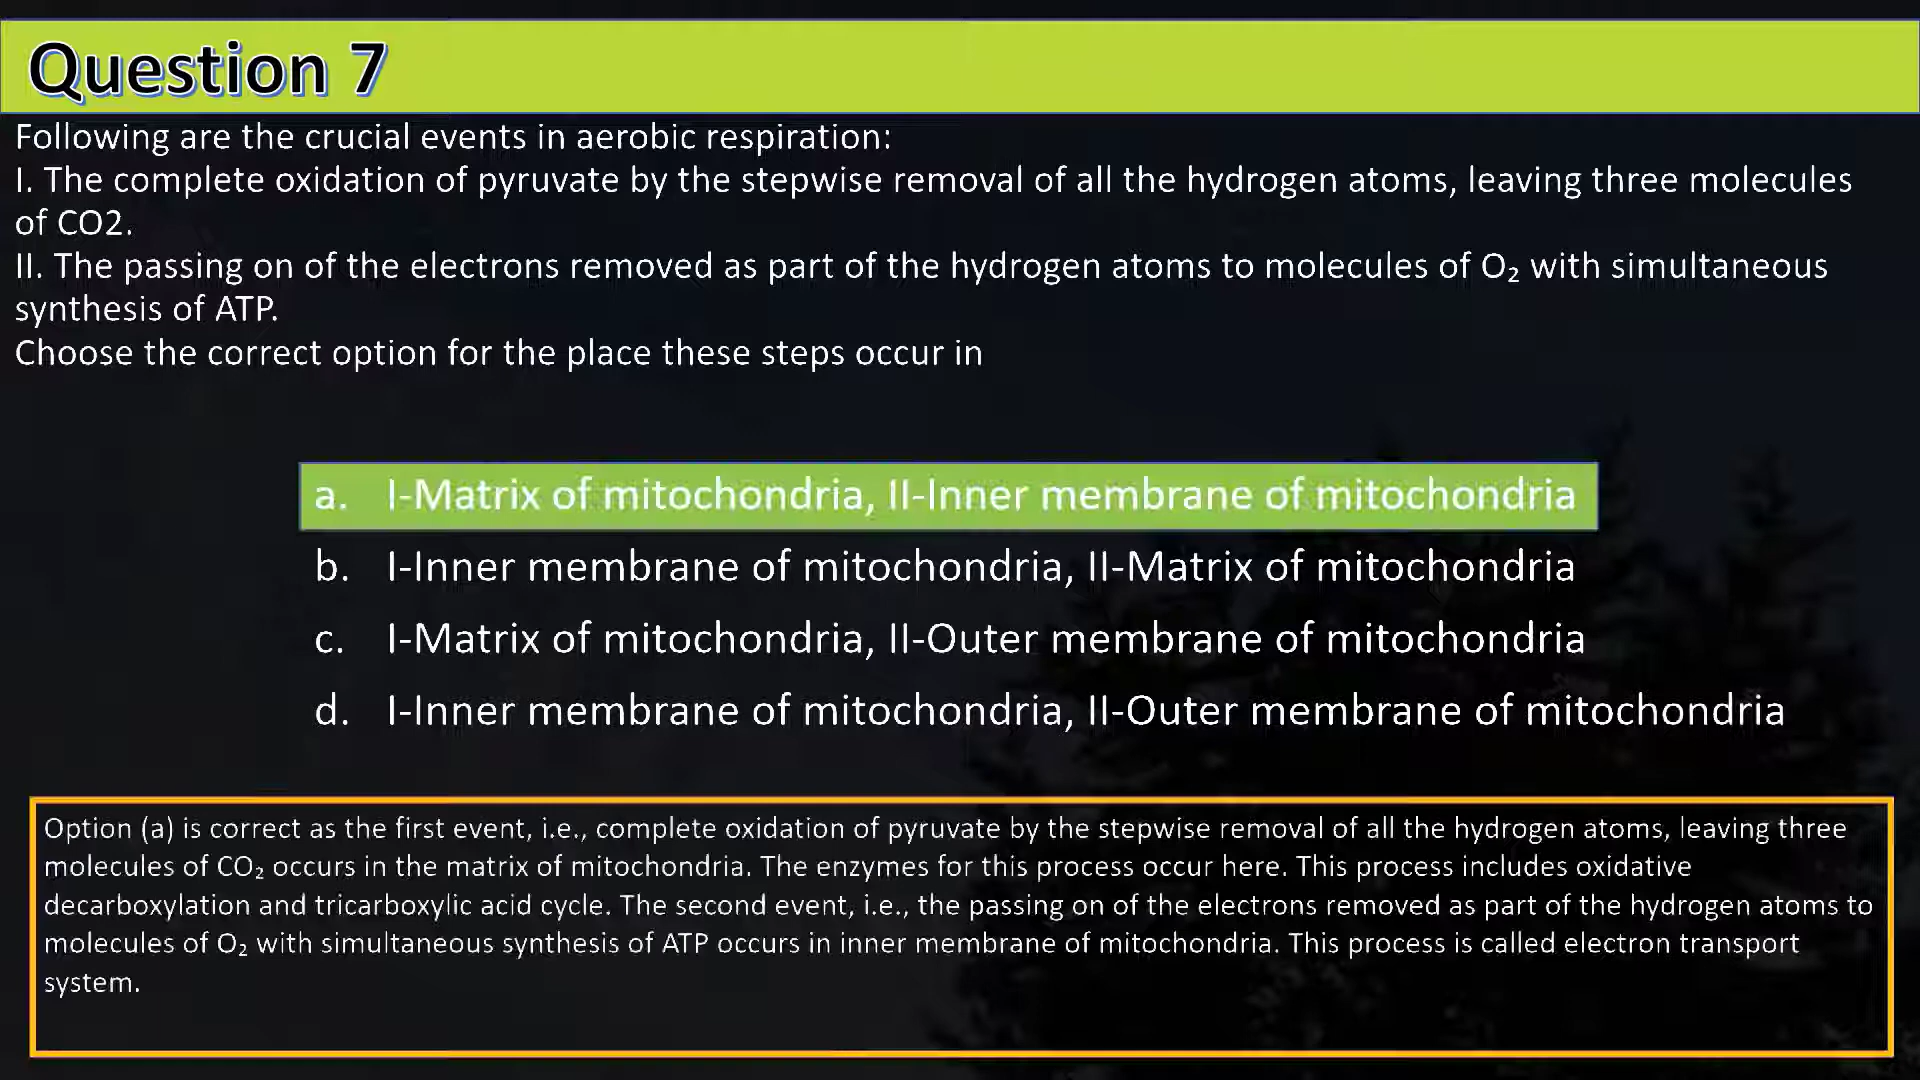 Question 7
Following are the crucial events in aerobic respiration:
I. The complete oxidation of pyruvate by the stepwise removal of all the hydrogen atoms, leaving three molecules
of CO2.
II. The passing on of the electrons removed as part of the hydrogen atoms to molecules of O₂ with simultaneous
synthesis of ATP.
Choose the correct option for the place these steps occur in
a. I-Matrix of mitochondria, II-Inner membrane of mitochondria
b. I-Inner membrane of mitochondria, II-Matrix of mitochondria
c. I-Matrix of mitochondria, II-Outer membrane of mitochondria
d. I-Inner membrane of mitochondria, II-Outer membrane of mitochondria
Option (a) is correct as the first event, i.e., complete oxidation of pyruvate by the stepwise removal of all the hydrogen atoms, leaving three
molecules of CO₂ occurs in the matrix of mitochondria. The enzymes for this process occur here. This process includes oxidative
decarboxylation and tricarboxylic acid cycle. The second event, i.e., the passing on of the electrons removed as part of the hydrogen atoms to
molecules of O₂ with simultaneous synthesis of ATP occurs in inner membrane of mitochondria. This process is called electron transport
system.